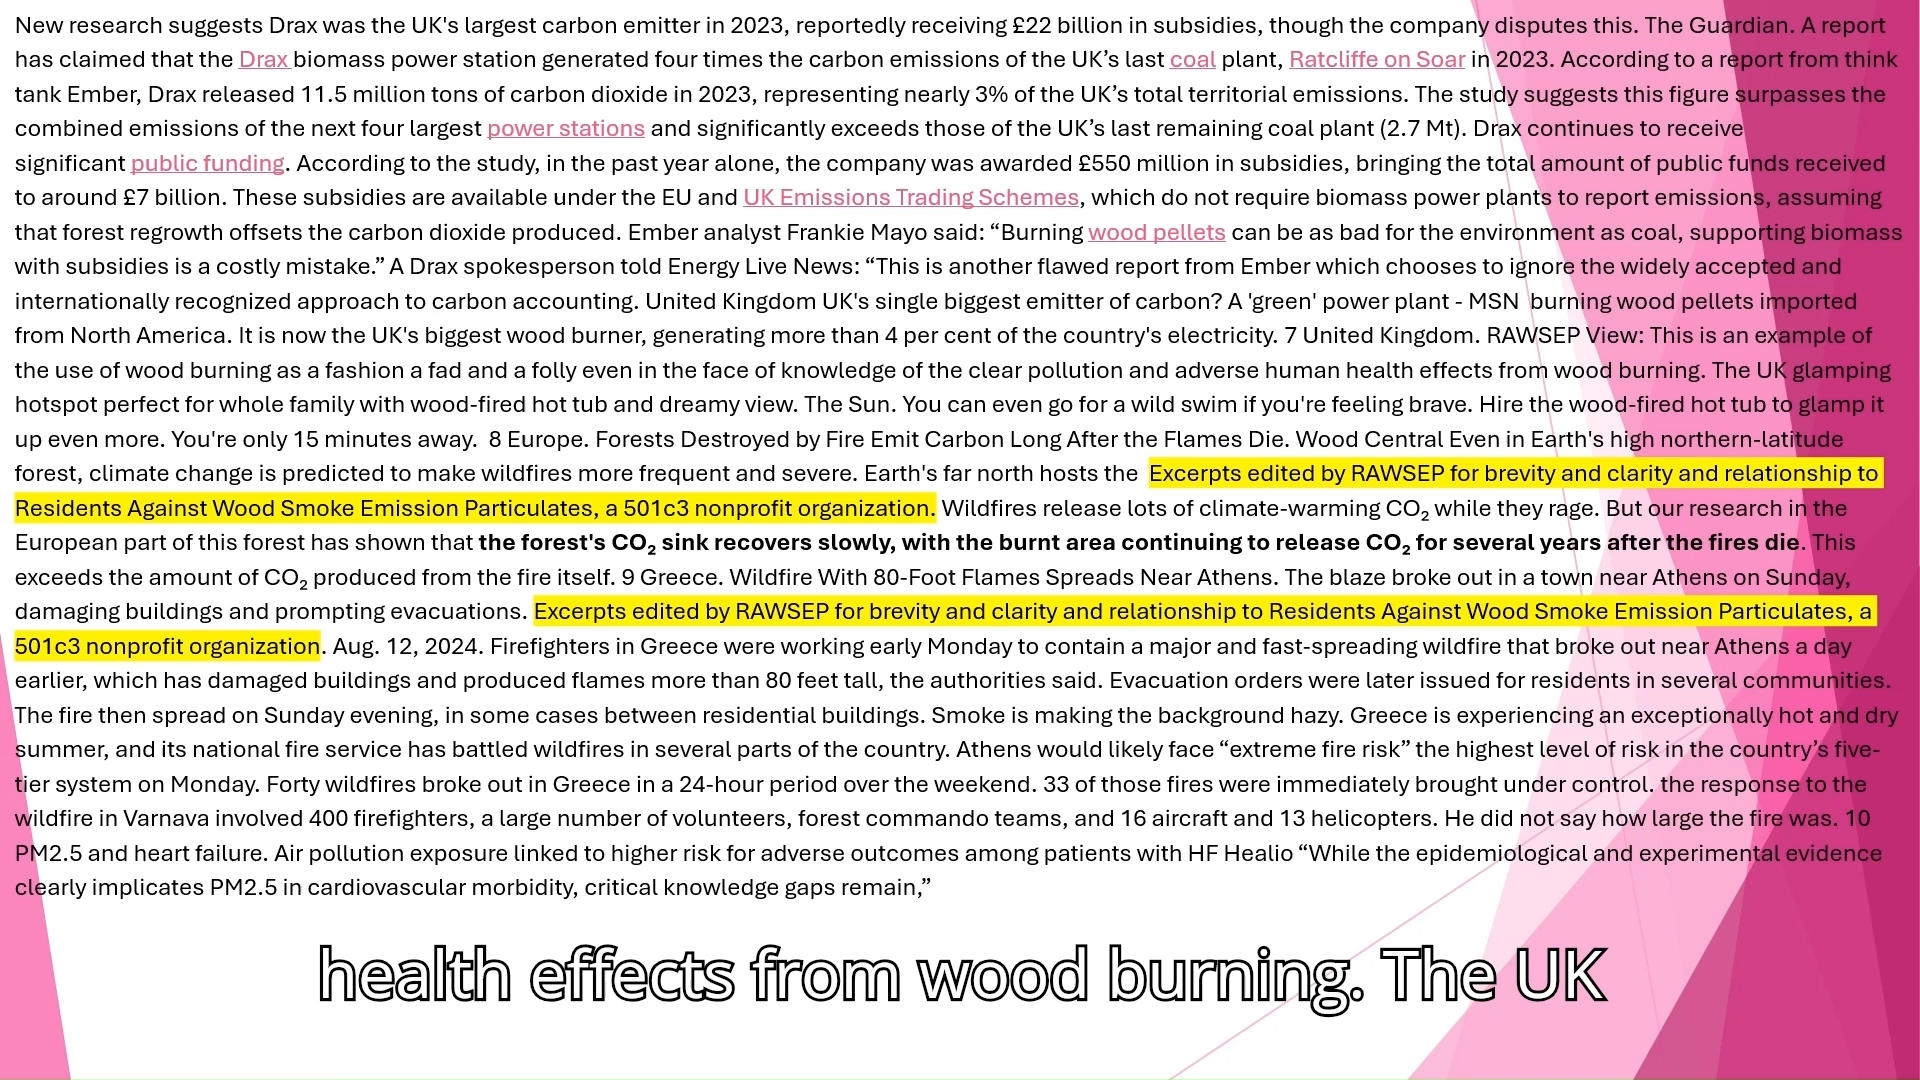 New research suggests Drax was the UK's largest carbon emitter in 2023, reportedly receiving £22 billion in subsidies, though the company disputes this. The Guardian. A report
has claimed that the Drax biomass power station generated four times the carbon emissions of the UK’s last coal plant, Ratcliffe on Soar in 2023. According to a report from think
tank Ember, Drax released 11.5 million tons of carbon dioxide in 2023, representing nearly 3% of the UK’s total territorial emissions. The study suggests this figure surpasses the
combined emissions of the next four largest power stations and significantly exceeds those of the UK’s last remaining coal plant (2.7 Mt). Drax continues to receive
significant public funding. According to the study, in the past year alone, the company was awarded £550 million in subsidies, bringing the total amount of public funds received
to around £7 billion. These subsidies are available under the EU and UK Emissions Trading Schemes, which do not require biomass power plants to report emissions, assuming
that forest regrowth offsets the carbon dioxide produced. Ember analyst Frankie Mayo said: “Burning wood pellets can be as bad for the environment as coal, supporting biomass
with subsidies is a costly mistake.” A Drax spokesperson told Energy Live News: “This is another flawed report from Ember which chooses to ignore the widely accepted and
internationally recognized approach to carbon accounting. United Kingdom UK's single biggest emitter of carbon? A 'green' power plant - MSN burning wood pellets imported
from North America. It is now the UK's biggest wood burner, generating more than 4 per cent of the country's electricity. 7 United Kingdom. RAWSEP View: This is an example of
the use of wood burning as a fashion a fad and a folly even in the face of knowledge of the clear pollution and adverse human health effects from wood burning. The UK glamping
hotspot perfect for whole family with wood-fired hot tub and dreamy view. The Sun. You can even go for a wild swim if you're feeling brave. Hire the wood-fired hot tub to glamp it
up even more. You're only 15 minutes away. 8 Europe. Forests Destroyed by Fire Emit Carbon Long After the Flames Die. Wood Central Even in Earth's high northern-latitude
forest, climate change is predicted to make wildfires more frequent and severe. Earth's far north hosts the Excerpts edited by RAWSEP for brevity and clarity and relationship to
Residents Against Wood Smoke Emission Particulates, a 501c3 nonprofit organization. Wildfires release lots of climate-warming CO₂ while they rage. But our research in the
European part of this forest has shown that the forest's CO₂ sink recovers slowly, with the burnt area continuing to release CO₂ for several years after the fires die. This
exceeds the amount of CO₂ produced from the fire itself. 9 Greece. Wildfire With 80-Foot Flames Spreads Near Athens. The blaze broke out in a town near Athens on Sunday,
damaging buildings and prompting evacuations. Excerpts edited by RAWSEP for brevity and clarity and relationship to Residents Against Wood Smoke Emission Particulates, a
501c3 nonprofit organization. Aug. 12, 2024. Firefighters in Greece were working early Monday to contain a major and fast-spreading wildfire that broke out near Athens a day
earlier, which has damaged buildings and produced flames more than 80 feet tall, the authorities said. Evacuation orders were later issued for residents in several communities.
The fire then spread on Sunday evening, in some cases between residential buildings. Smoke is making the background hazy. Greece is experiencing an exceptionally hot and dry
summer, and its national fire service has battled wildfires in several parts of the country. Athens would likely face “extreme fire risk” the highest level of risk in the country’s five-
tier system on Monday. Forty wildfires broke out in Greece in a 24-hour period over the weekend. 33 of those fires were immediately brought under control. the response to the
wildfire in Varnava involved 400 firefighters, a large number of volunteers, forest commando teams, and 16 aircraft and 13 helicopters. He did not say how large the fire was. 10
PM2.5 and heart failure. Air pollution exposure linked to higher risk for adverse outcomes among patients with HF Healio “While the epidemiological and experimental evidence
clearly implicates PM2.5 in cardiovascular morbidity, critical knowledge gaps remain,”
health effects from wood burning. The UK